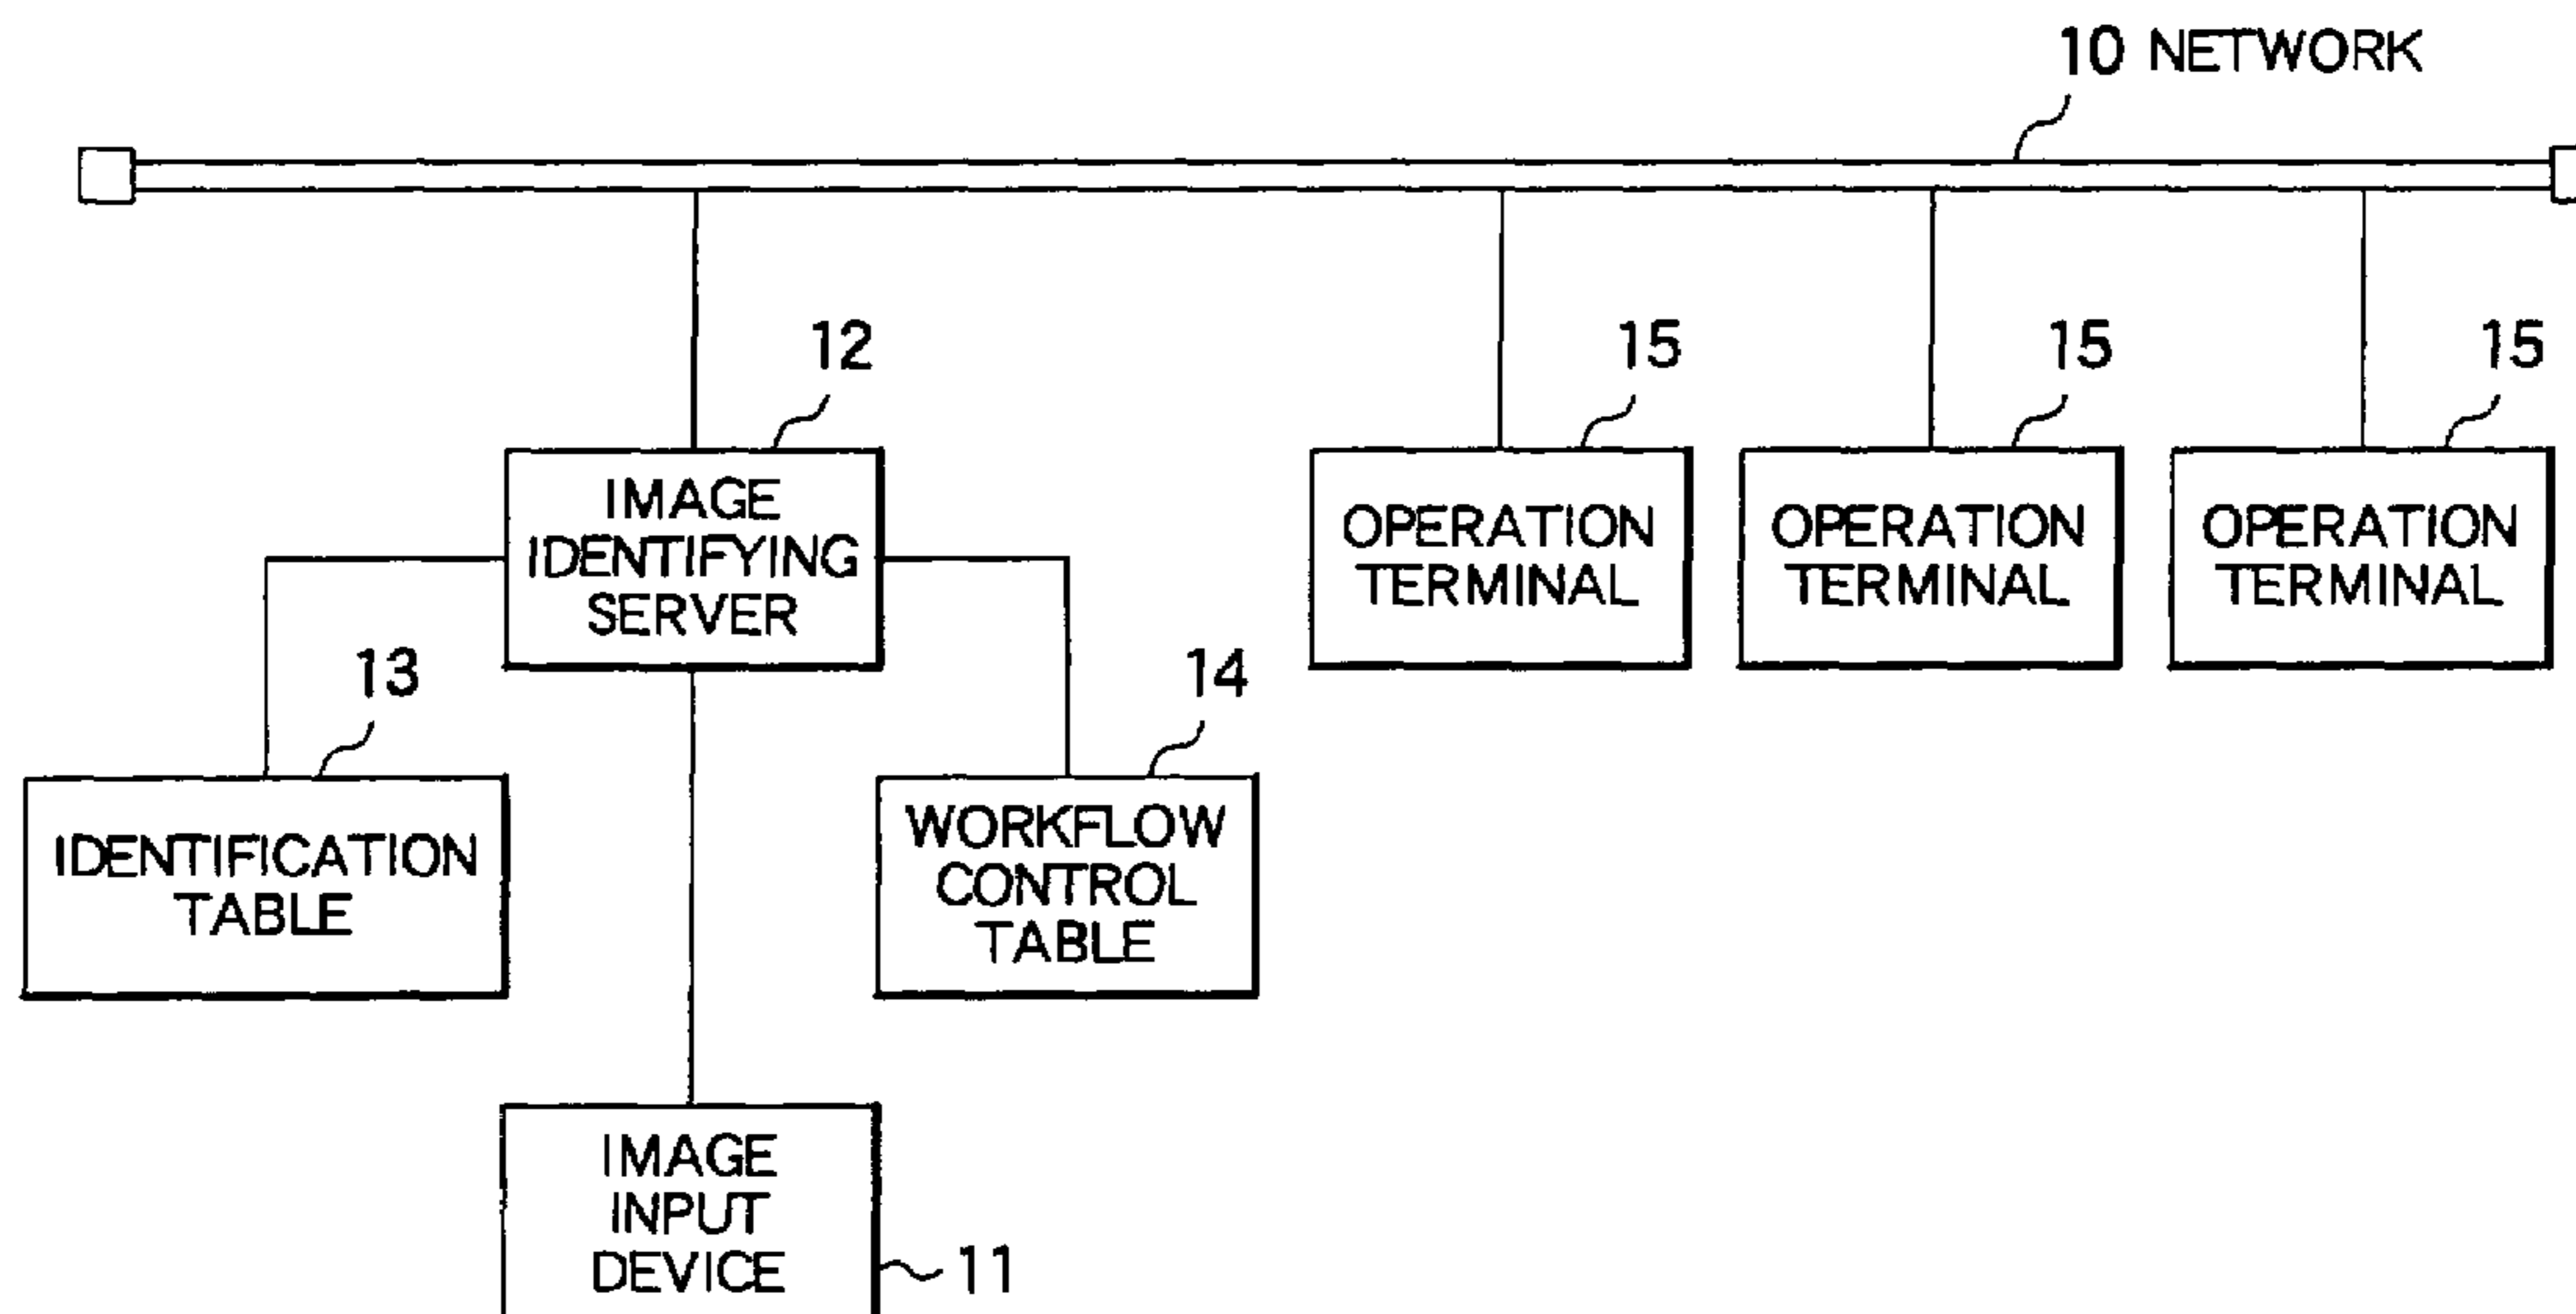 10 NETWORK
12
15
15
15
IMAGE
IDENTIFYING
SERVER
OPERATION
TERMINAL
OPERATION
TERMINAL
OPERATION
TERMINAL
13
14
IDENTIFICATION
TABLE
WORKFLOW
CONTROL
TABLE
IMAGE
INPUT
DEVICE
11